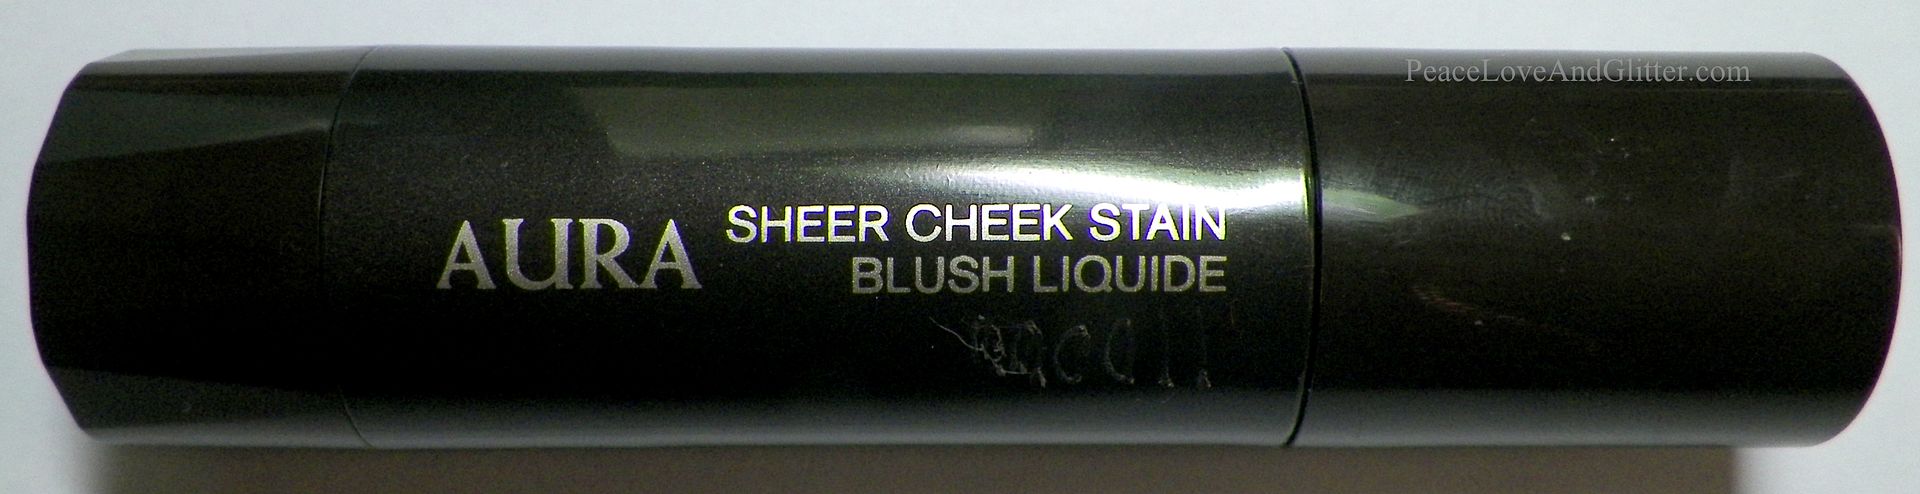 PeaceLoveAndGlitter.com
AURA
SHEER CHEEK STAIN
BLUSH LIQUIDE